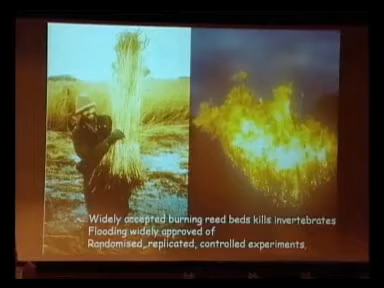 Widely accepted burning reed beds kills invertebrates
Flooding widely approved of
Randomised, replicated, controlled experiments.